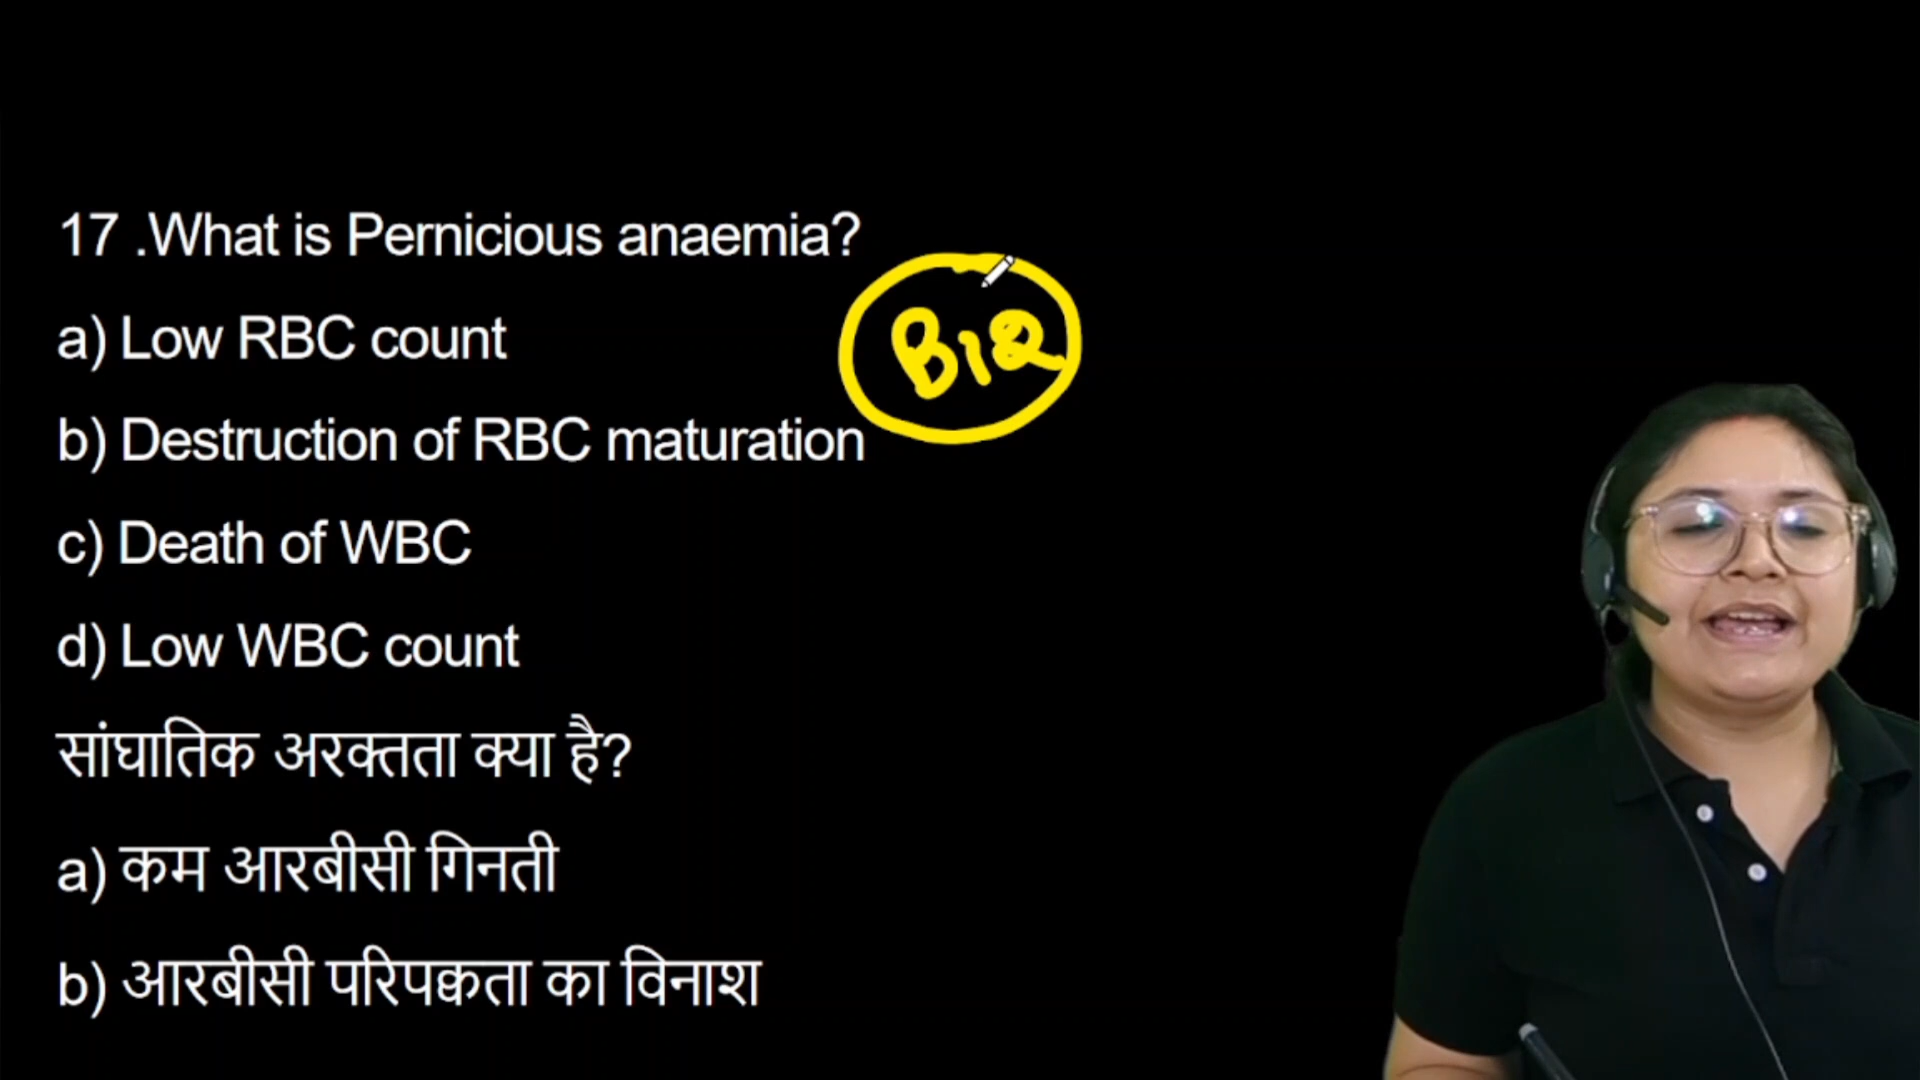 17 .What is Pernicious anaemia?
B12
a) Low RBC count
b) Destruction of RBC maturation
c) Death of WBC
d) Low WBC count
सांघातिक अरक्तता क्या है?
a) कम आरबीसी गिनती
b) आरबीसी परिपक्वता का विनाश